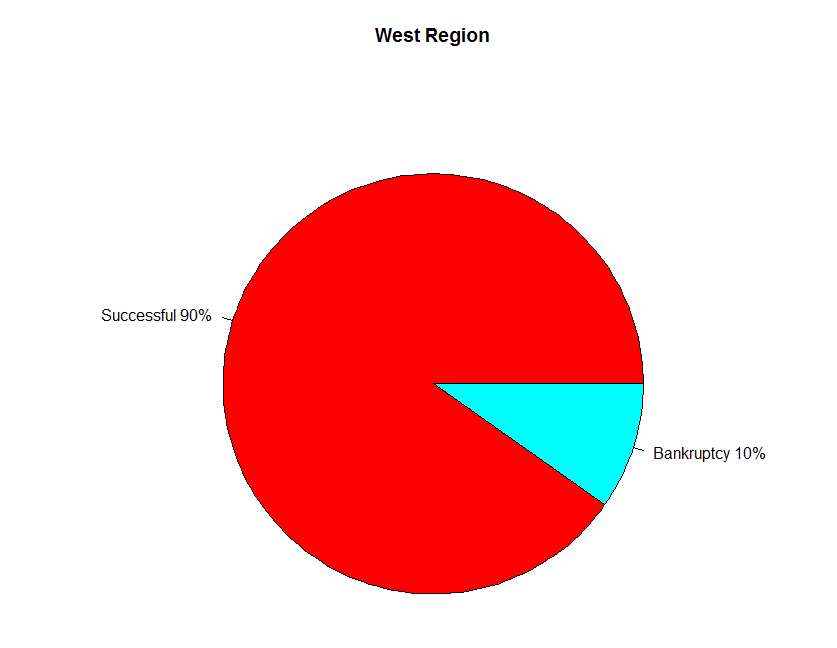 West Region
Successful 90%
Bankruptcy 10%